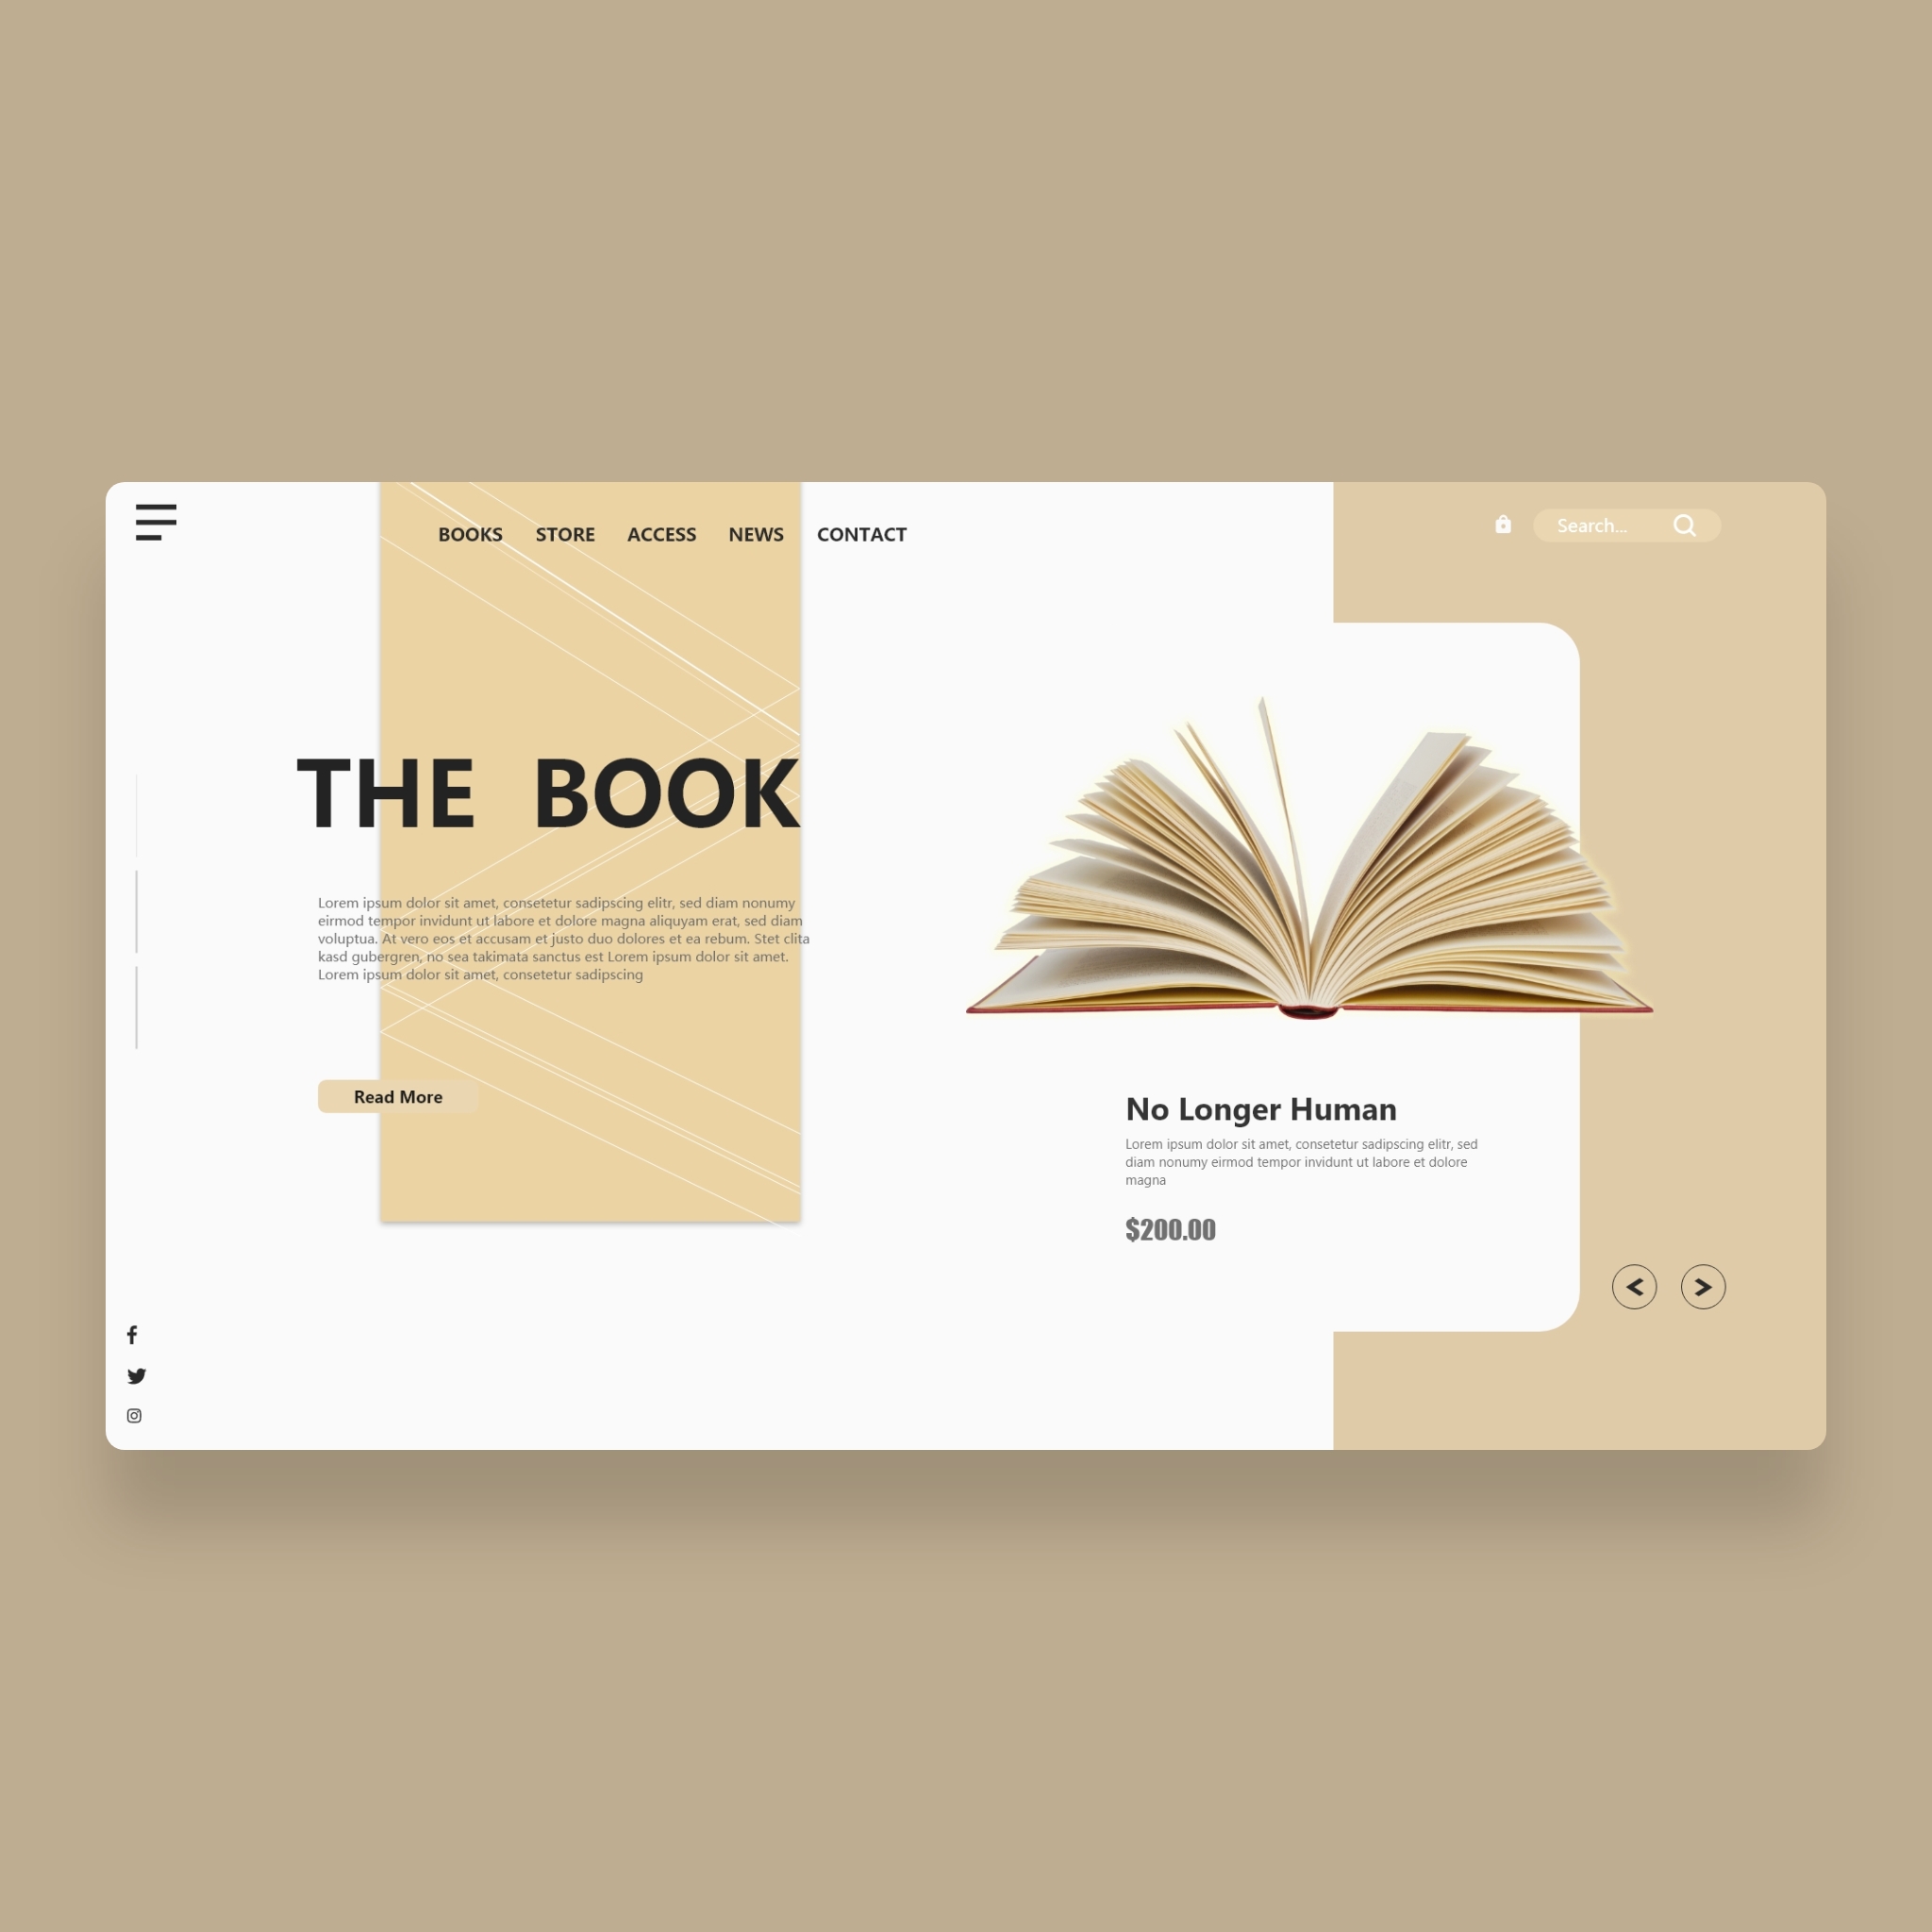 BOOKS STORE ACCESS NEWS CONTACT
Search...
THE BOOK
Lorem ipsum dolor sit amet, consetetur sadipscing elitr, sed diam nonumy
eirmod tempor invidunt ut labore et dolore magna aliquyam erat, sed diam
voluptua. At vero eos et accusam et justo duo dolores et ea rebum. Stet clita
kasd gubergren, no sea takimata sanctus est Lorem ipsum dolor sit amet.
Lorem ipsum dolor sit amet, consetetur sadipscing
Read More
No Longer Human
Lorem ipsum dolor sit amet, consetetur sadipscing elitr, sed
diam nonumy eirmod tempor invidunt ut labore et dolore
magna
$200.00